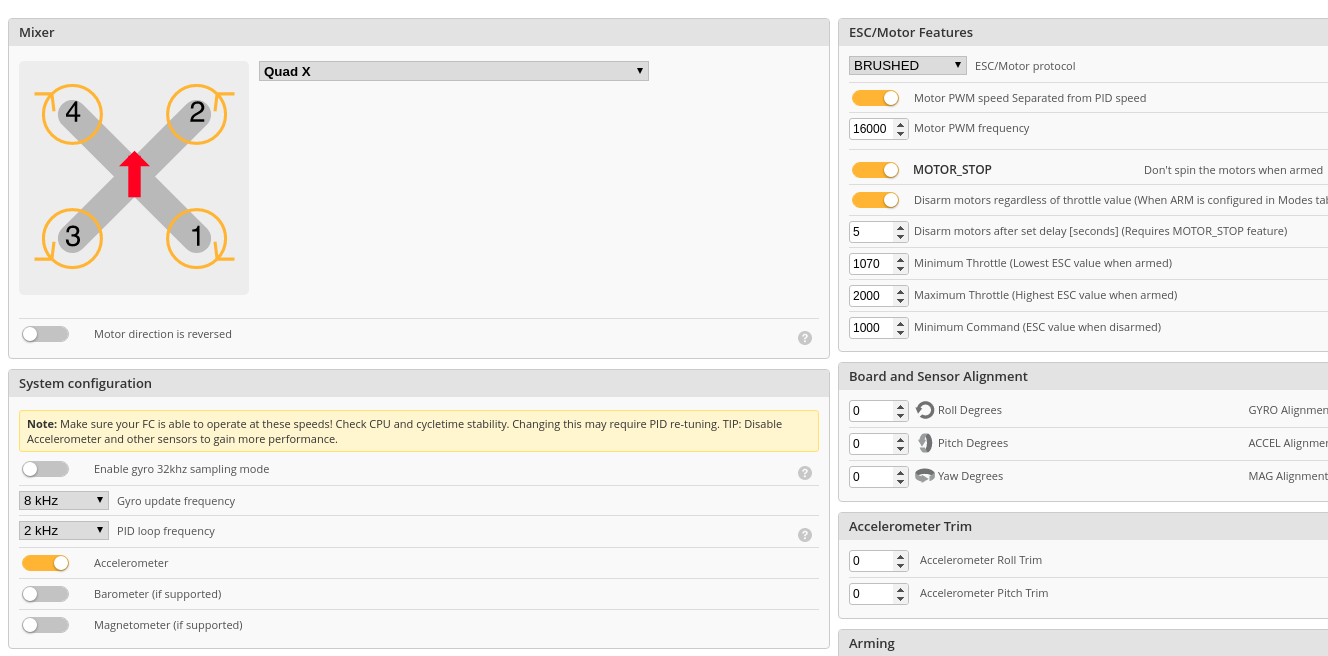 Mixer
Quad X
4
2
3
1
Motor direction is reversed
?
System configuration
Note: Make sure your FC is able to operate at these speeds! Check CPU and cycletime stability. Changing this may require PID re-tuning. TIP: Disable
Accelerometer and other sensors to gain more performance.
Enable gyro 32khz sampling mode
?
8 kHz Gyro update frequency
2 kHz PID loop frequency
?
Accelerometer
Barometer (if supported)
Magnetometer (if supported)
ESC/Motor Features
BRUSHED ESC/Motor protocol
Motor PWM speed Separated from PID speed
16000 Motor PWM frequency
MOTOR_STOP Don't spin the motors when armed
Disarm motors regardless of throttle value (When ARM is configured in Modes tab
5 Disarm motors after set delay [seconds] (Requires MOTOR_STOP feature)
1070 Minimum Throttle (Lowest ESC value when armed)
2000 Maximum Throttle (Highest ESC value when armed)
1000 Minimum Command (ESC value when disarmed)
Board and Sensor Alignment
0 Roll Degrees GYRO Alignmen
0 Pitch Degrees ACCEL Alignme
0 Yaw Degrees MAG Alignment
Accelerometer Trim
0 Accelerometer Roll Trim
0 Accelerometer Pitch Trim
Arming